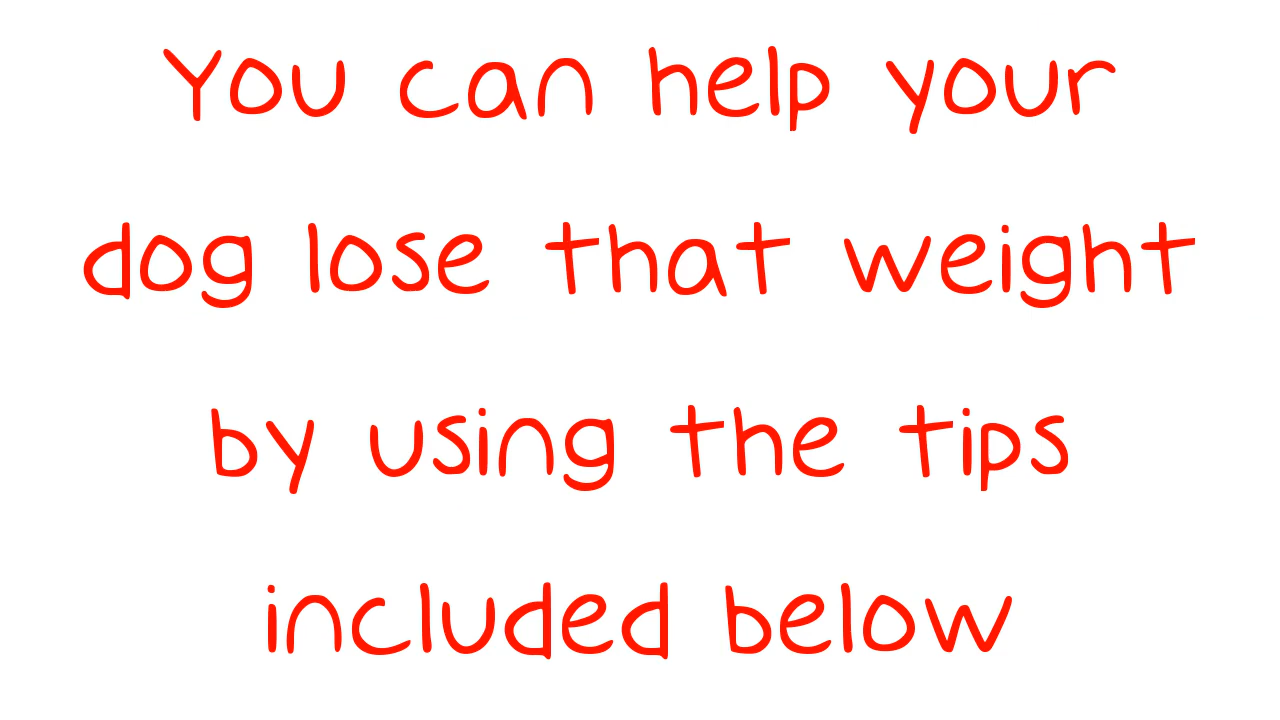 You can help your
dog lose that weight
by using the tips
included below